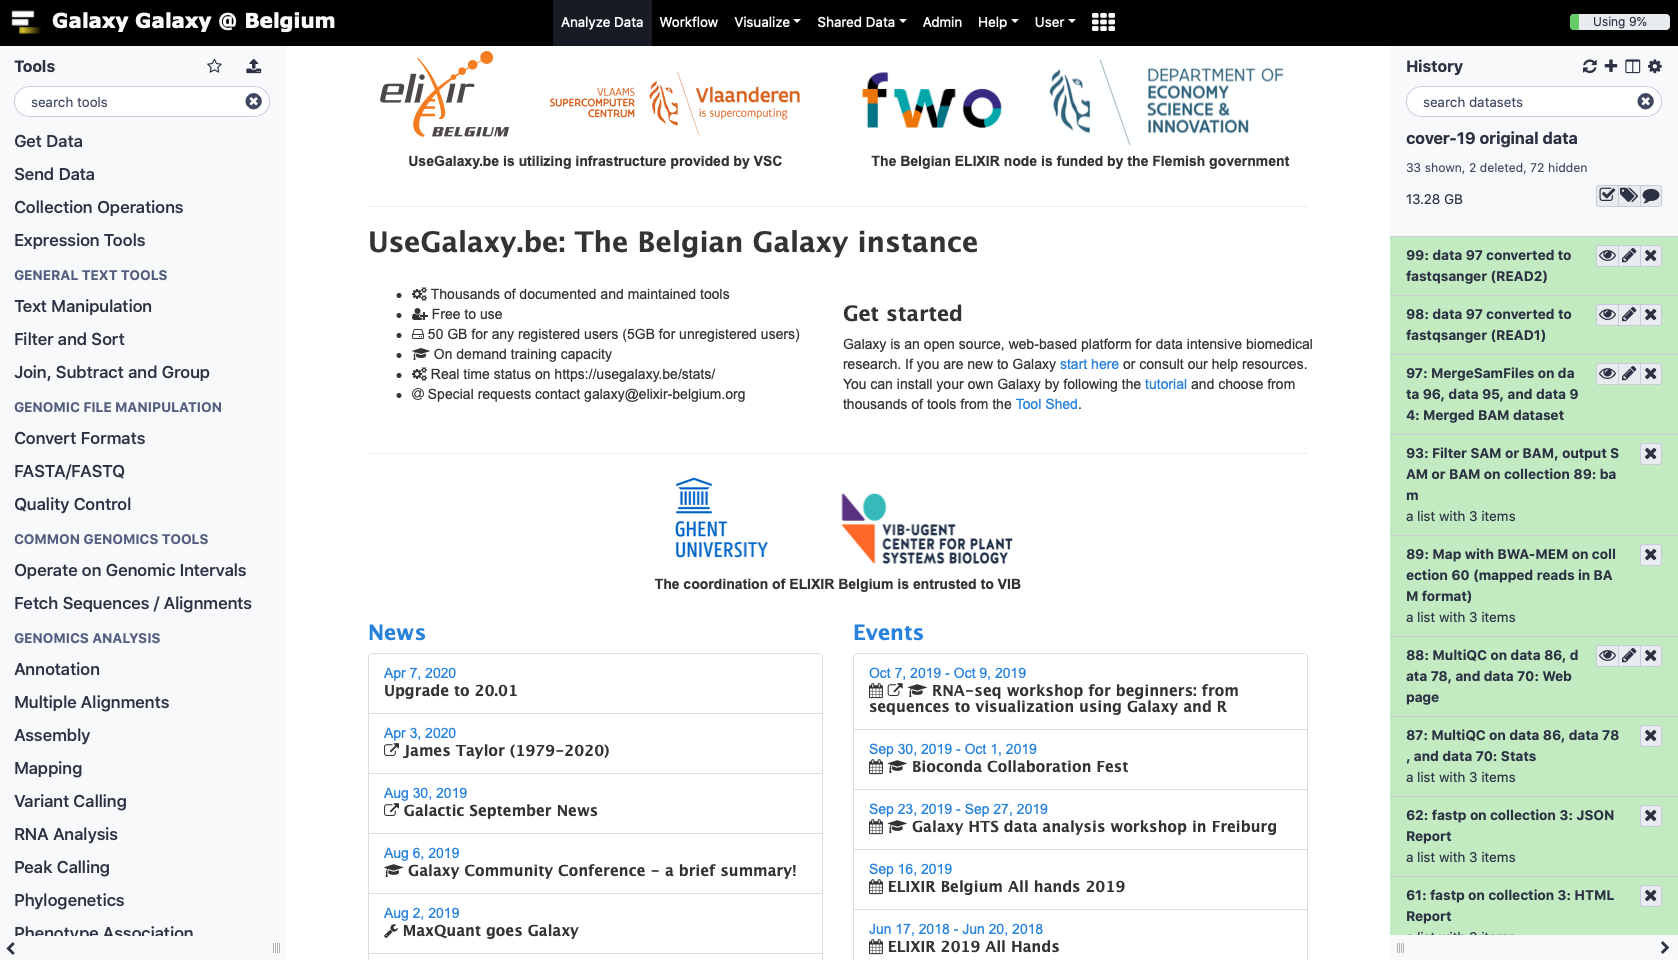 Galaxy Galaxy @ Belgium
Analyze Data
Workflow
Visualize
Shared Data
Admin
Help
User
Using 9%
Tools
search tools
Get Data
Send Data
Collection Operations
Expression Tools
GENERAL TEXT TOOLS
Text Manipulation
Filter and Sort
Join, Subtract and Group
GENOMIC FILE MANIPULATION
Convert Formats
FASTA/FASTQ
Quality Control
COMMON GENOMICS TOOLS
Operate on Genomic Intervals
Fetch Sequences / Alignments
GENOMICS ANALYSIS
Annotation
Multiple Alignments
Assembly
Mapping
Variant Calling
RNA Analysis
Peak Calling
Phylogenetics
Phenotype Association
elixir
BELGIUM
VLAAMS
SUPERCOMPUTER
CENTRUM
Vlaanderen
is supercomputing
UseGalaxy.be is utilizing infrastructure provided by VSC
fwo
DEPARTMENT OF
ECONOMY
SCIENCE &
INNOVATION
The Belgian ELIXIR node is funded by the Flemish government
UseGalaxy.be: The Belgian Galaxy instance
Thousands of documented and maintained tools
Free to use
50 GB for any registered users (5GB for unregistered users)
On demand training capacity
Real time status on https://usegalaxy.be/stats/
@ Special requests contact galaxy@elixir-belgium.org
Get started
Galaxy is an open source, web-based platform for data intensive biomedical
research. If you are new to Galaxy start here or consult our help resources.
You can install your own Galaxy by following the tutorial and choose from
thousands of tools from the Tool Shed.
GHENT
UNIVERSITY
VIB-UGENT
CENTER FOR PLANT
SYSTEMS BIOLOGY
The coordination of ELIXIR Belgium is entrusted to VIB
News
Apr 7, 2020
Upgrade to 20.01
Apr 3, 2020
James Taylor (1979-2020)
Aug 30, 2019
Galactic September News
Aug 6, 2019
Galaxy Community Conference - a brief summary!
Aug 2, 2019
MaxQuant goes Galaxy
Events
Oct 7, 2019 - Oct 9, 2019
RNA-seq workshop for beginners: from
sequences to visualization using Galaxy and R
Sep 30, 2019 - Oct 1, 2019
Bioconda Collaboration Fest
Sep 23, 2019 - Sep 27, 2019
Galaxy HTS data analysis workshop in Freiburg
Sep 16, 2019
ELIXIR Belgium All hands 2019
Jun 17, 2018 - Jun 20, 2018
ELIXIR 2019 All Hands
History
search datasets
cover-19 original data
33 shown, 2 deleted, 72 hidden
13.28 GB
99: data 97 converted to
fastqsanger (READ2)
98: data 97 converted to
fastqsanger (READ1)
97: MergeSamFiles on da
ta 96, data 95, and data 9
4: Merged BAM dataset
93: Filter SAM or BAM, output S
AM or BAM on collection 89: ba
m
a list with 3 items
89: Map with BWA-MEM on coll
ection 60 (mapped reads in BA
M format)
a list with 3 items
88: MultiQC on data 86, d
ata 78, and data 70: Web
page
87: MultiQC on data 86, data 78
, and data 70: Stats
a list with 3 items
62: fastp on collection 3: JSON
Report
a list with 3 items
61: fastp on collection 3: HTML
Report